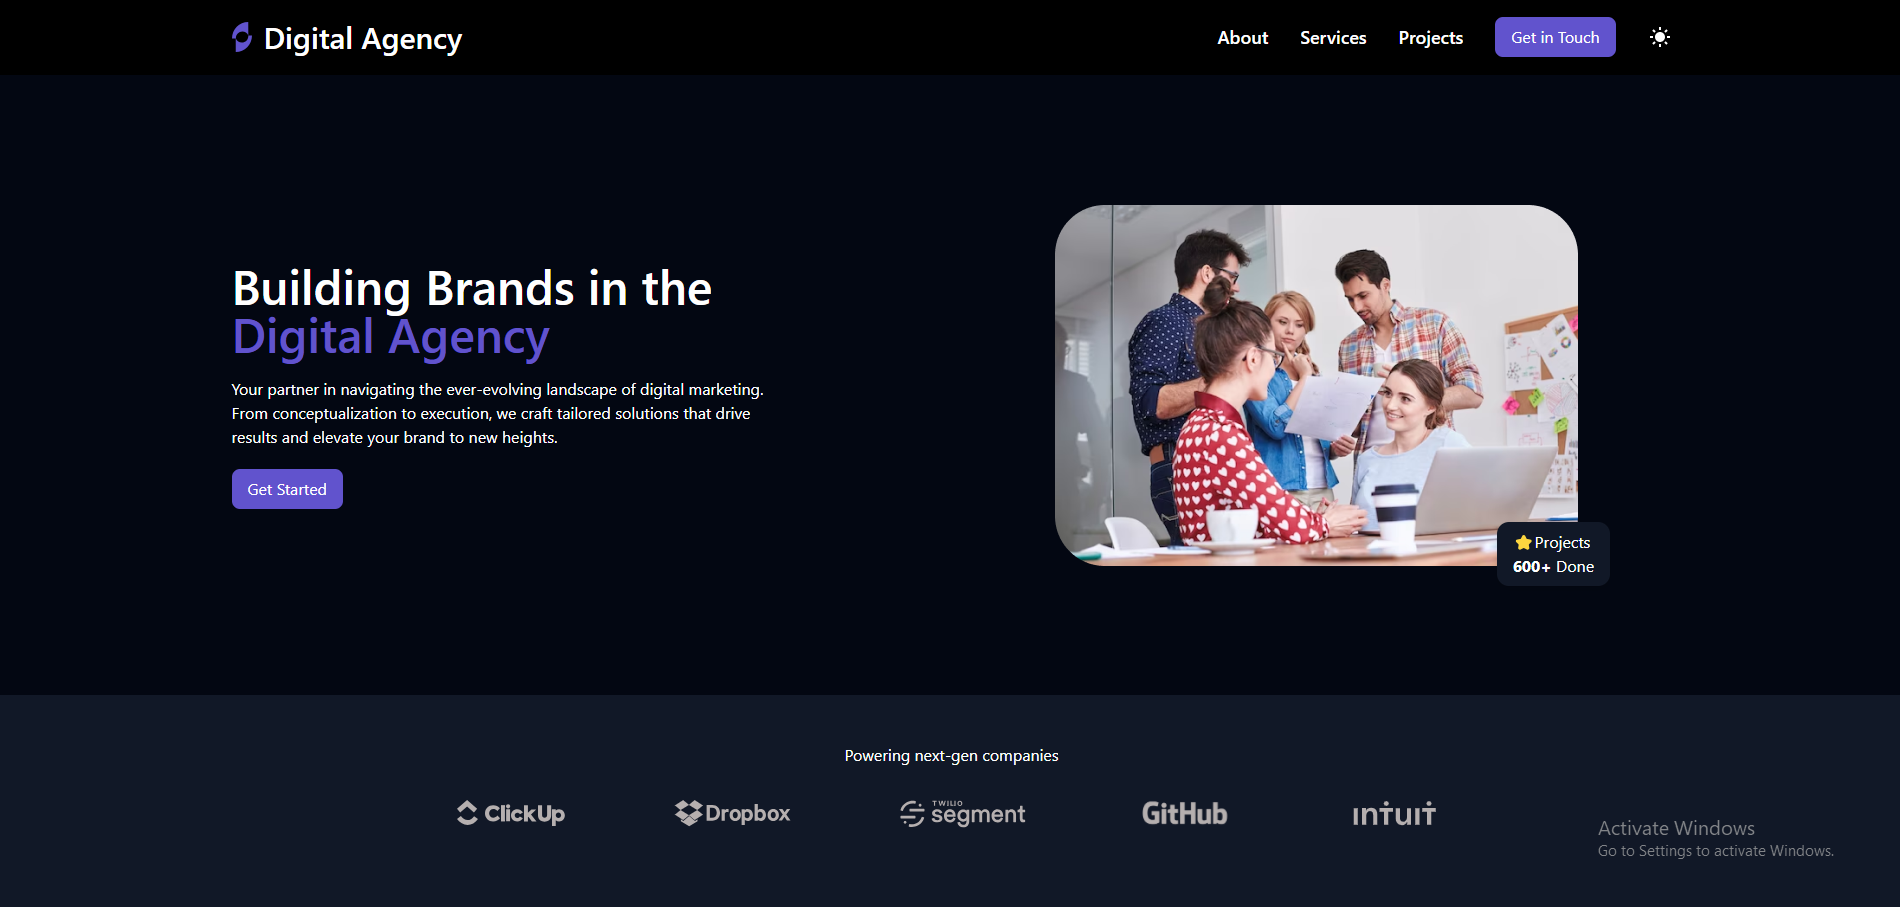 Digital Agency
About
Services
Projects
Get in Touch
Building Brands in the
Digital Agency
Your partner in navigating the ever-evolving landscape of digital marketing.
From conceptualization to execution, we craft tailored solutions that drive
results and elevate your brand to new heights.
Get Started
Projects
600+ Done
Powering next-gen companies
ClickUp
Dropbox
TWILIO
segment
GitHub
INTUIT
Activate Windows
Go to Settings to activate Windows.